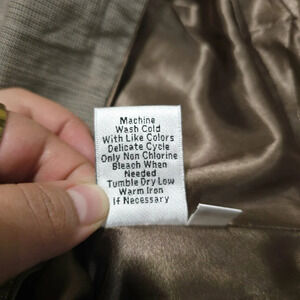 Machine
Wash Cold
With Like Colors
Delicate Cycle
Only Non Chlorine
Bleach When
Needed
Tumble Dry Low
Warm Iron
If Necessary